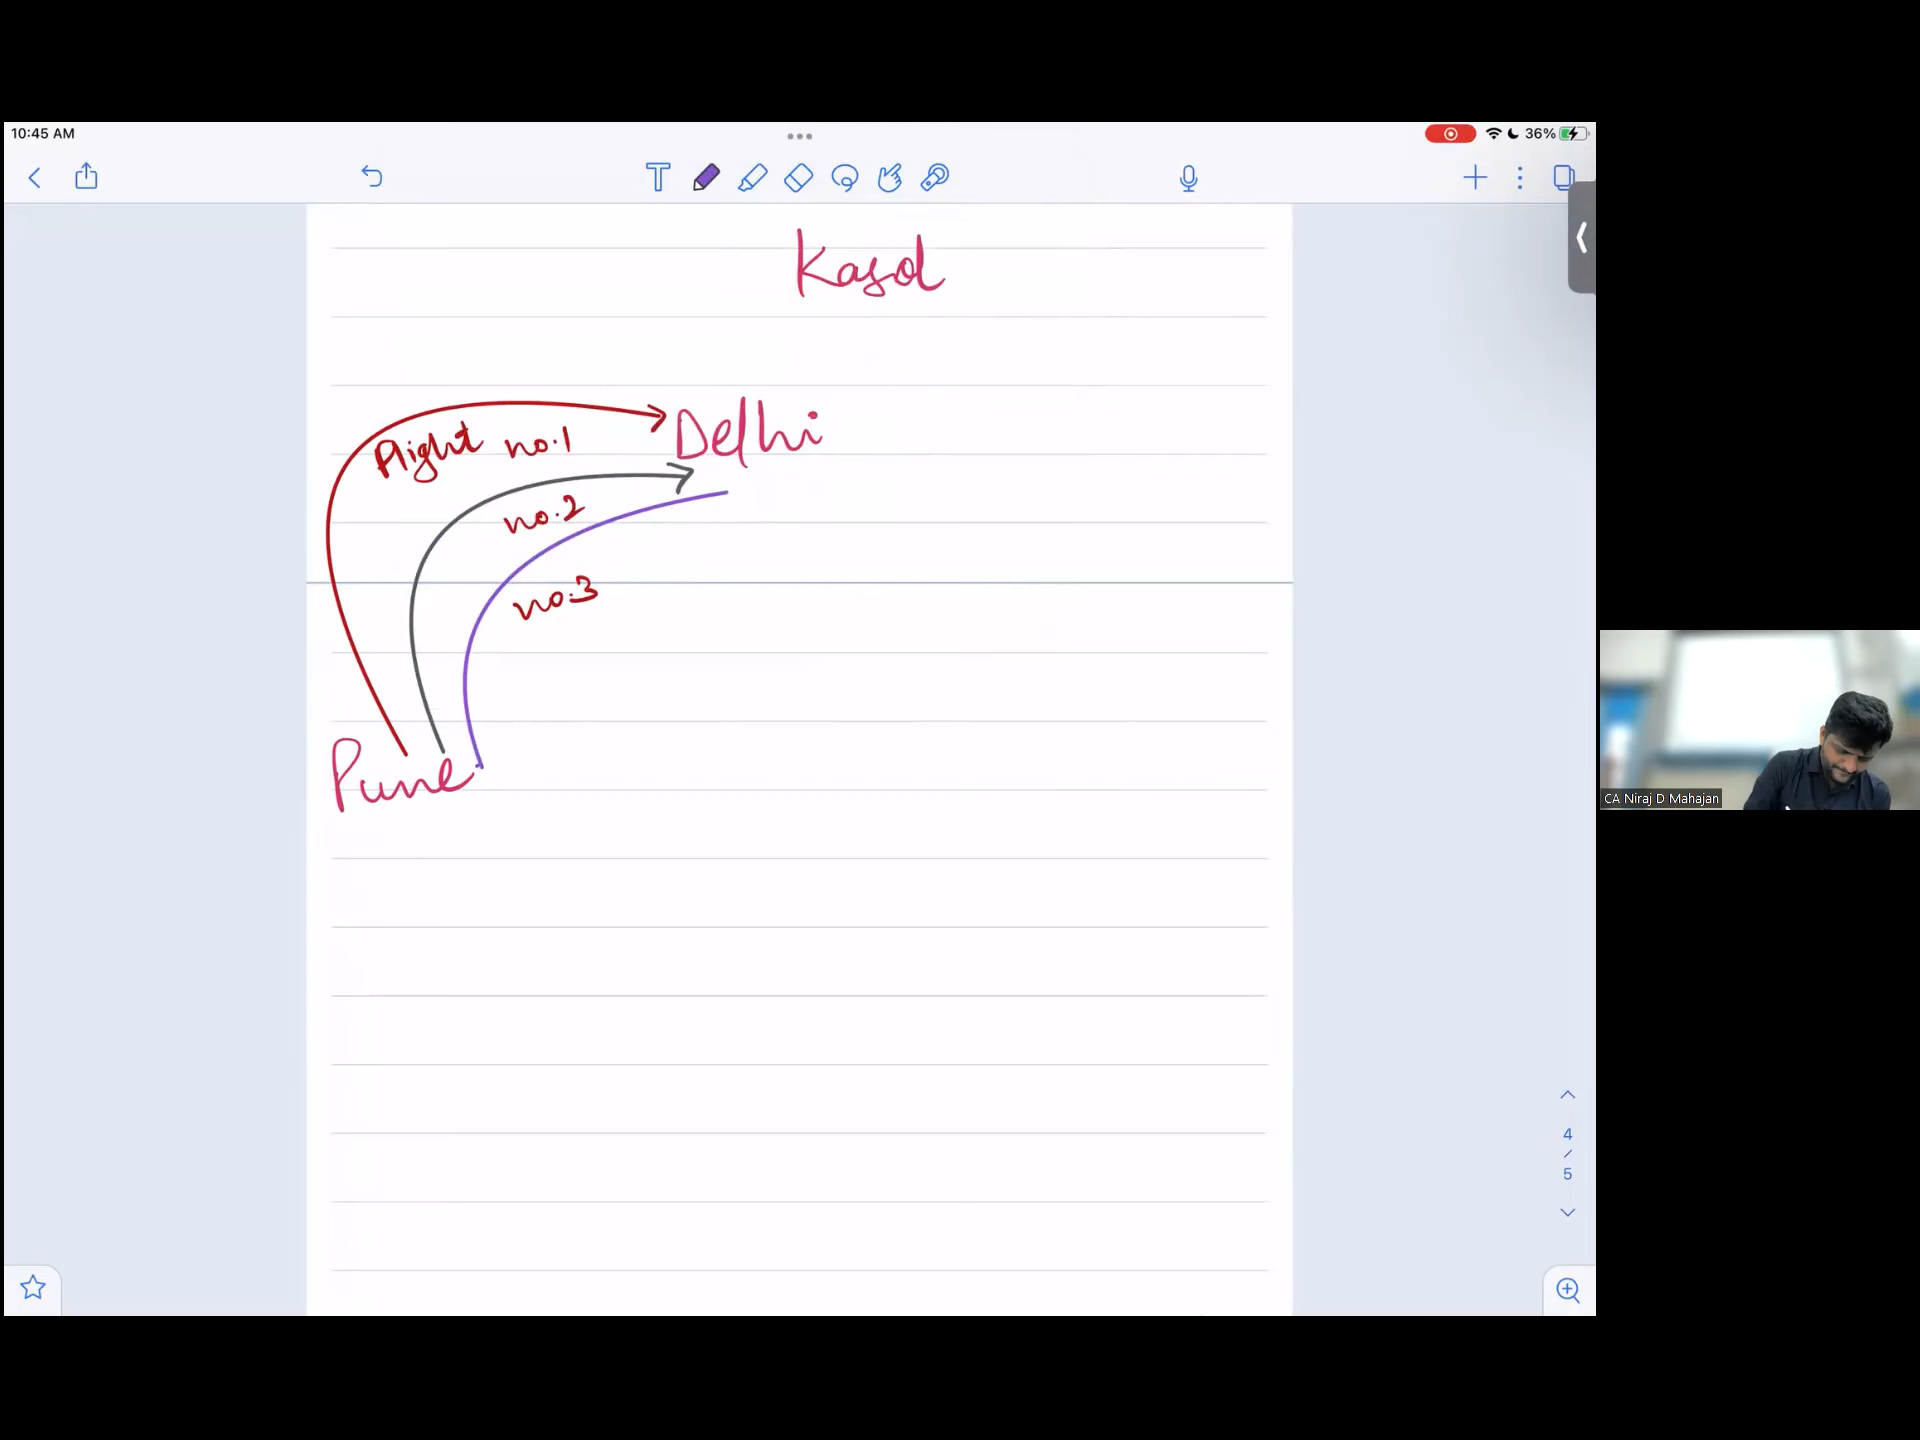 10:45 AM
36%
Kasol
Delhi
Flight no.1
no.2
no.3
Pune
CA Niraj D Mahajan
4
/
5